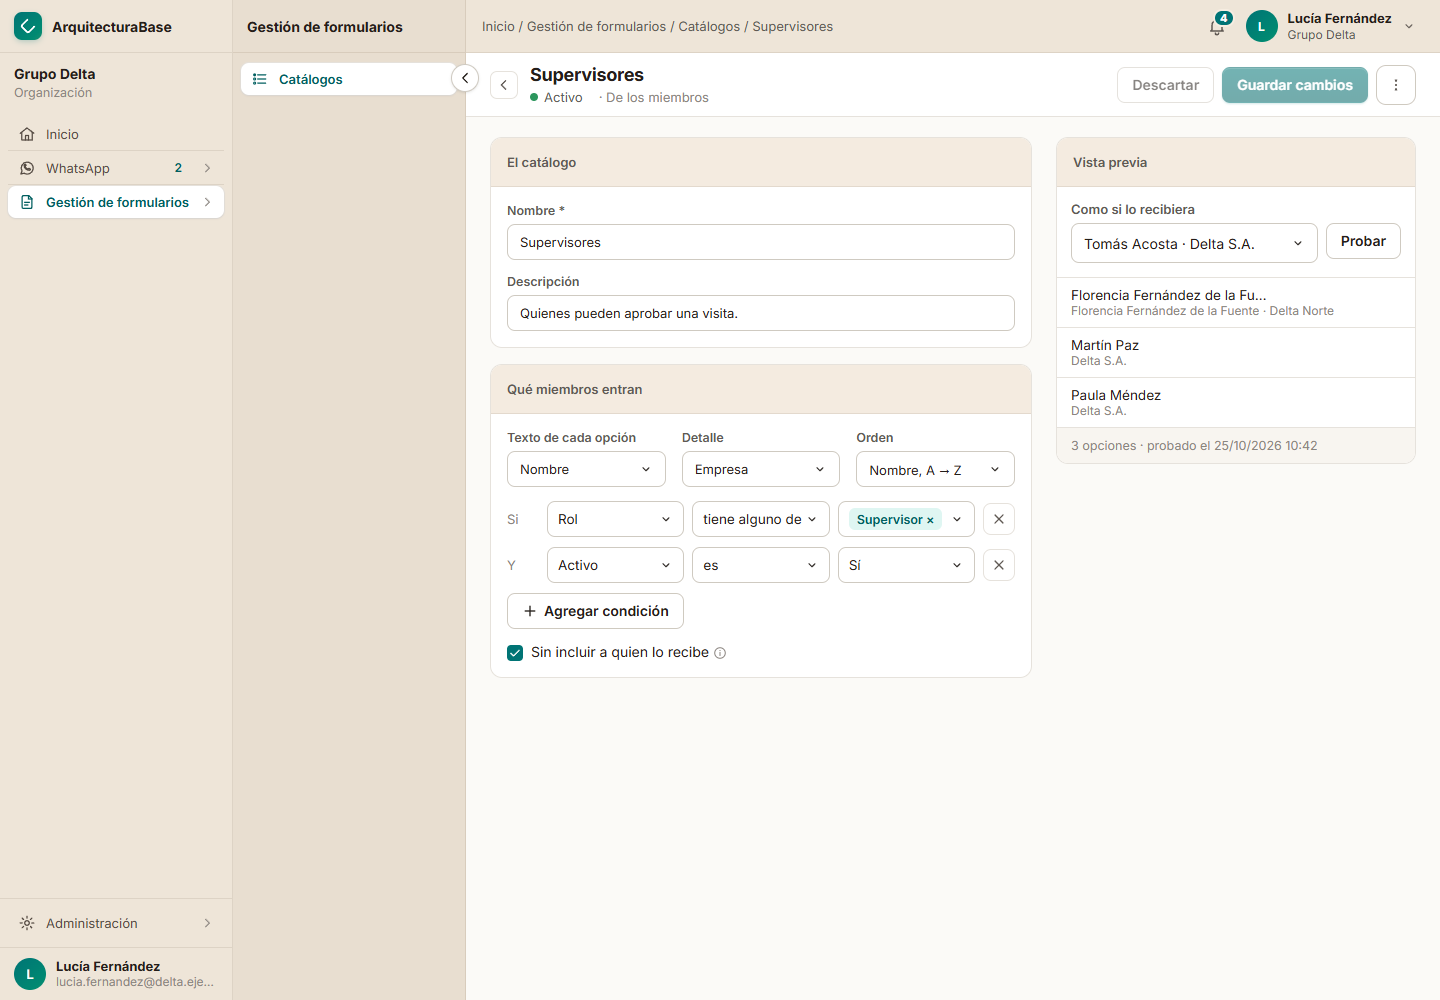 ArquitecturaBase
Gestión de formularios
Inicio / Gestión de formularios / Catálogos / Supervisores
4
L
Lucía Fernández
Grupo Delta
Grupo Delta
Organización
Inicio
WhatsApp 2
Gestión de formularios
Administración
L
Lucía Fernández
lucia.fernandez@delta.eje...
Catálogos
Supervisores
Activo · De los miembros
Descartar
Guardar cambios
El catálogo
Nombre *
Supervisores
Descripción
Quienes pueden aprobar una visita.
Qué miembros entran
Texto de cada opción Detalle Orden
Nombre Empresa Nombre, A → Z
Si Rol tiene alguno de Supervisor ×
Y Activo es Sí
Agregar condición
Sin incluir a quien lo recibe
Vista previa
Como si lo recibiera
Tomás Acosta · Delta S.A. Probar
Florencia Fernández de la Fu...
Florencia Fernández de la Fuente · Delta Norte
Martín Paz
Delta S.A.
Paula Méndez
Delta S.A.
3 opciones · probado el 25/10/2026 10:42